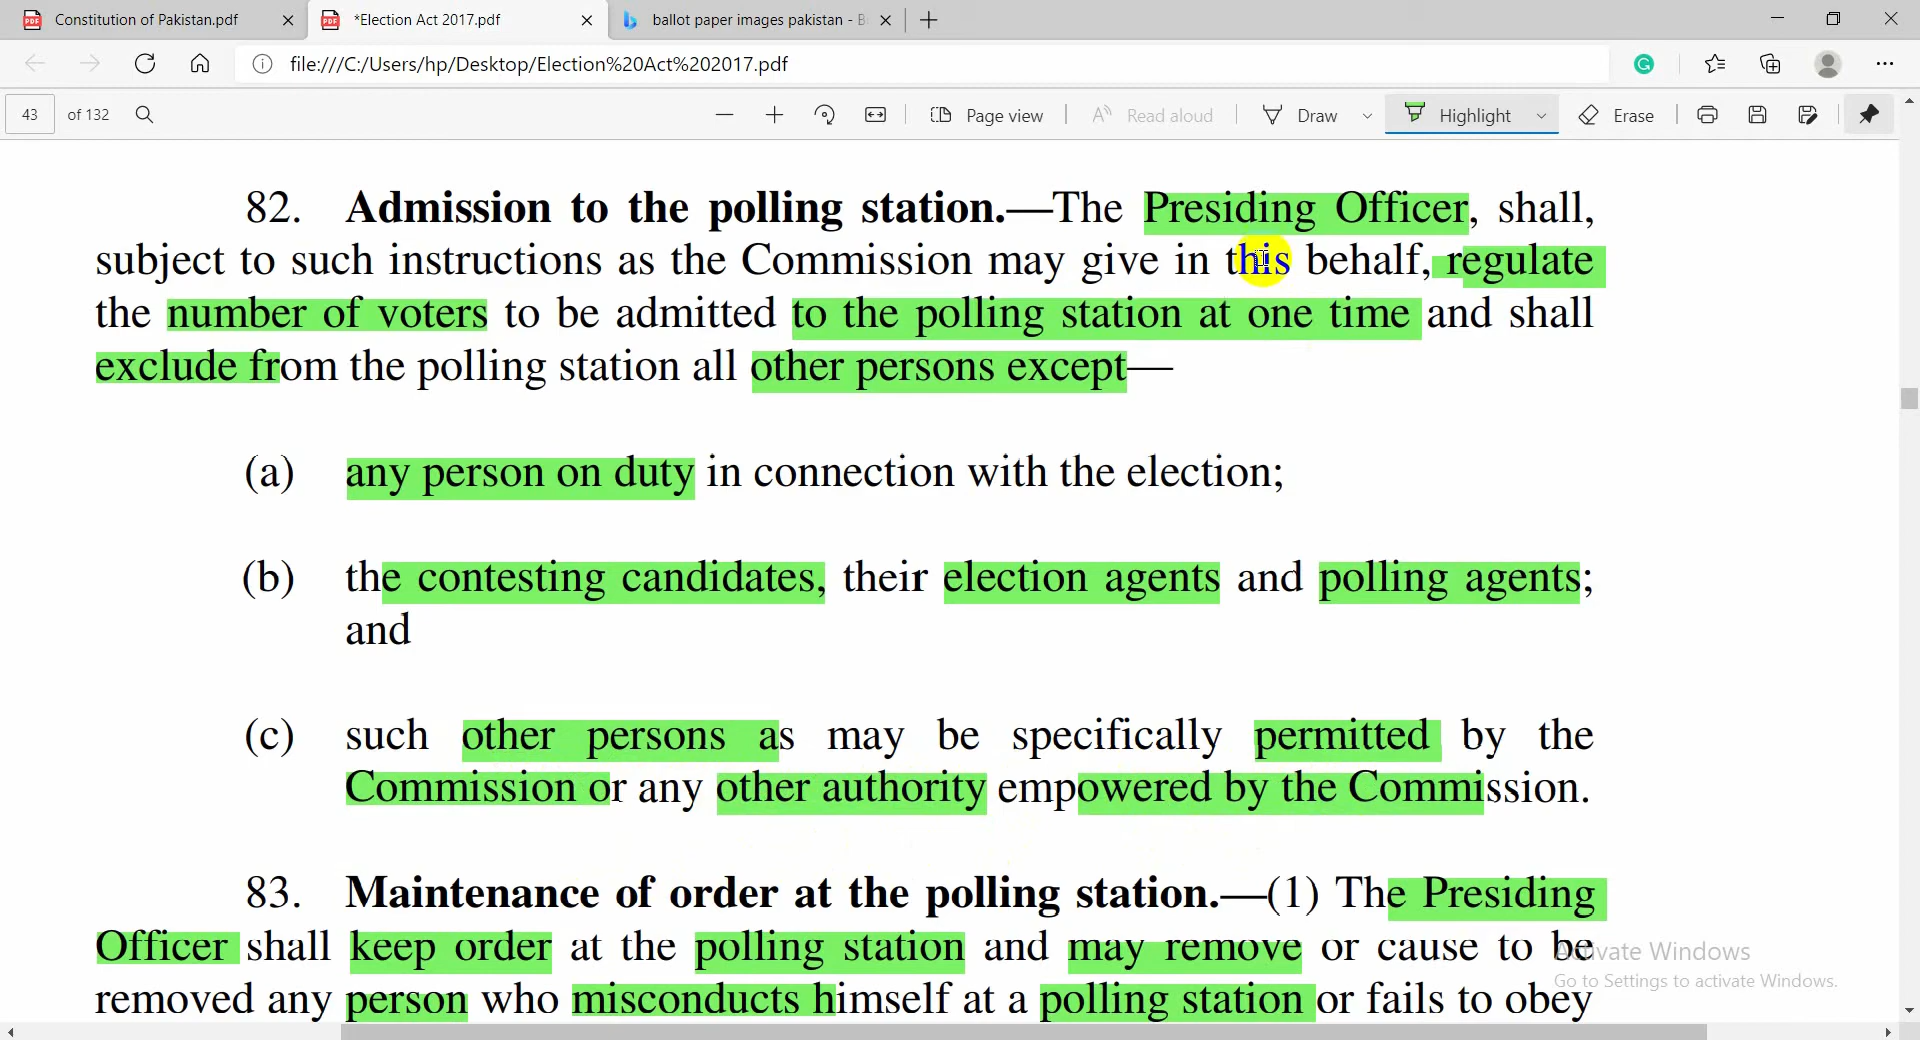 Constitution of Pakistan.pdf
*Election Act 2017.pdf
ballot paper images pakistan - B
file:///C:/Users/hp/Desktop/Election%20Act%202017.pdf
43 of 132
Page view
Read aloud
Draw
Highlight
Erase
82. Admission to the polling station.—The Presiding Officer, shall,
subject to such instructions as the Commission may give in this behalf, regulate
the number of voters to be admitted to the polling station at one time and shall
exclude from the polling station all other persons except—
(a) any person on duty in connection with the election;
(b) the contesting candidates, their election agents and polling agents;
and
(c) such other persons as may be specifically permitted by the
Commission or any other authority empowered by the Commission.
83. Maintenance of order at the polling station.—(1) The Presiding
Officer shall keep order at the polling station and may remove or cause to be
removed any person who misconducts himself at a polling station or fails to obey
Activate Windows
Go to Settings to activate Windows.